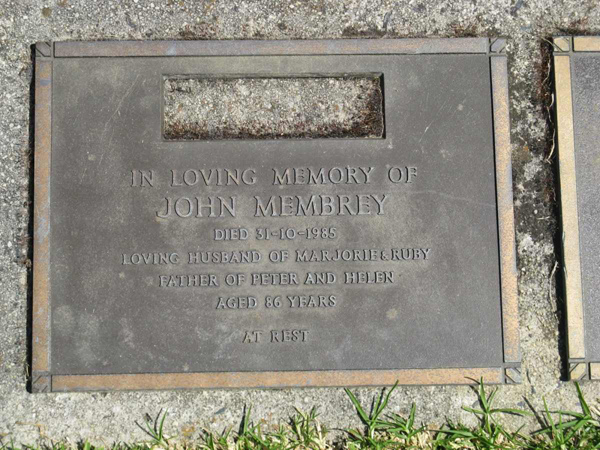 IN LOVING MEMORY OF
JOHN MEMBREY
DIED 31-10-1985
LOVING HUSBAND OF MARJORIE & RUBY
FATHER OF PETER AND HELEN
AGED 86 YEARS
AT REST